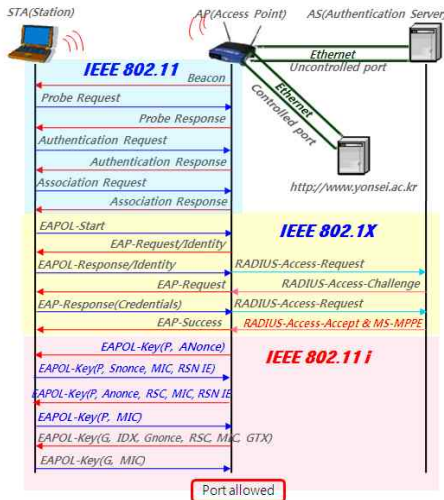 STA(Station)
AP(Access Point)
AS(Authentication Server,
Ethernet
Uncontrolled port
IEEE 802.11
Beacon
Ethernet
Controlled port
Probe Request
Probe Response
Authentication Request
Authentication Response
Association Request
http;//www.yonsei.ac.kr
Association Response
EAPOL-Start
IEEE 802.1X
EAP-Request/Identity
EAPOL-Response/Identity
RADIUS-Access-Request
EAP-Request
RADIUS-Access-Challenge
EAP-Response(Credentials)
RADIUS-Access-Request
EAP-Success
RADIUS-Access-Accept & MS-MPPE
EAPOL-Key(P, ANonce)
IEEE 802.11 i
EAPOL-Key(P, Snonce, MIC, RSN IE)
EAPOL-Key(P, Anonce, RSC, MIC, RSN IE)
EAPOL-Key(P, MIC)
EAPOL-Key(G, IDX, Gnonce, RSC, MIC, GTX)
EAPOL-Key(G, MIC)
Port allowed